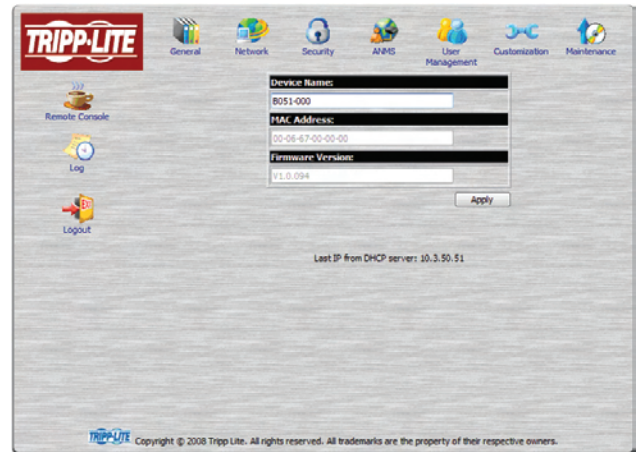 TRIPP·LITE
General
Network
Security
ANMS
User Management
Customization
Maintenance
Remote Console
Log
Logout
Device Name:
B051-000
MAC Address:
00-06-67-00-00-00
Firmware Version:
V1.0.094
Apply
Last IP from DHCP server: 10.3.50.51
TRIPP·LITE Copyright © 2008 Tripp Lite. All rights reserved. All trademarks are the property of their respective owners.